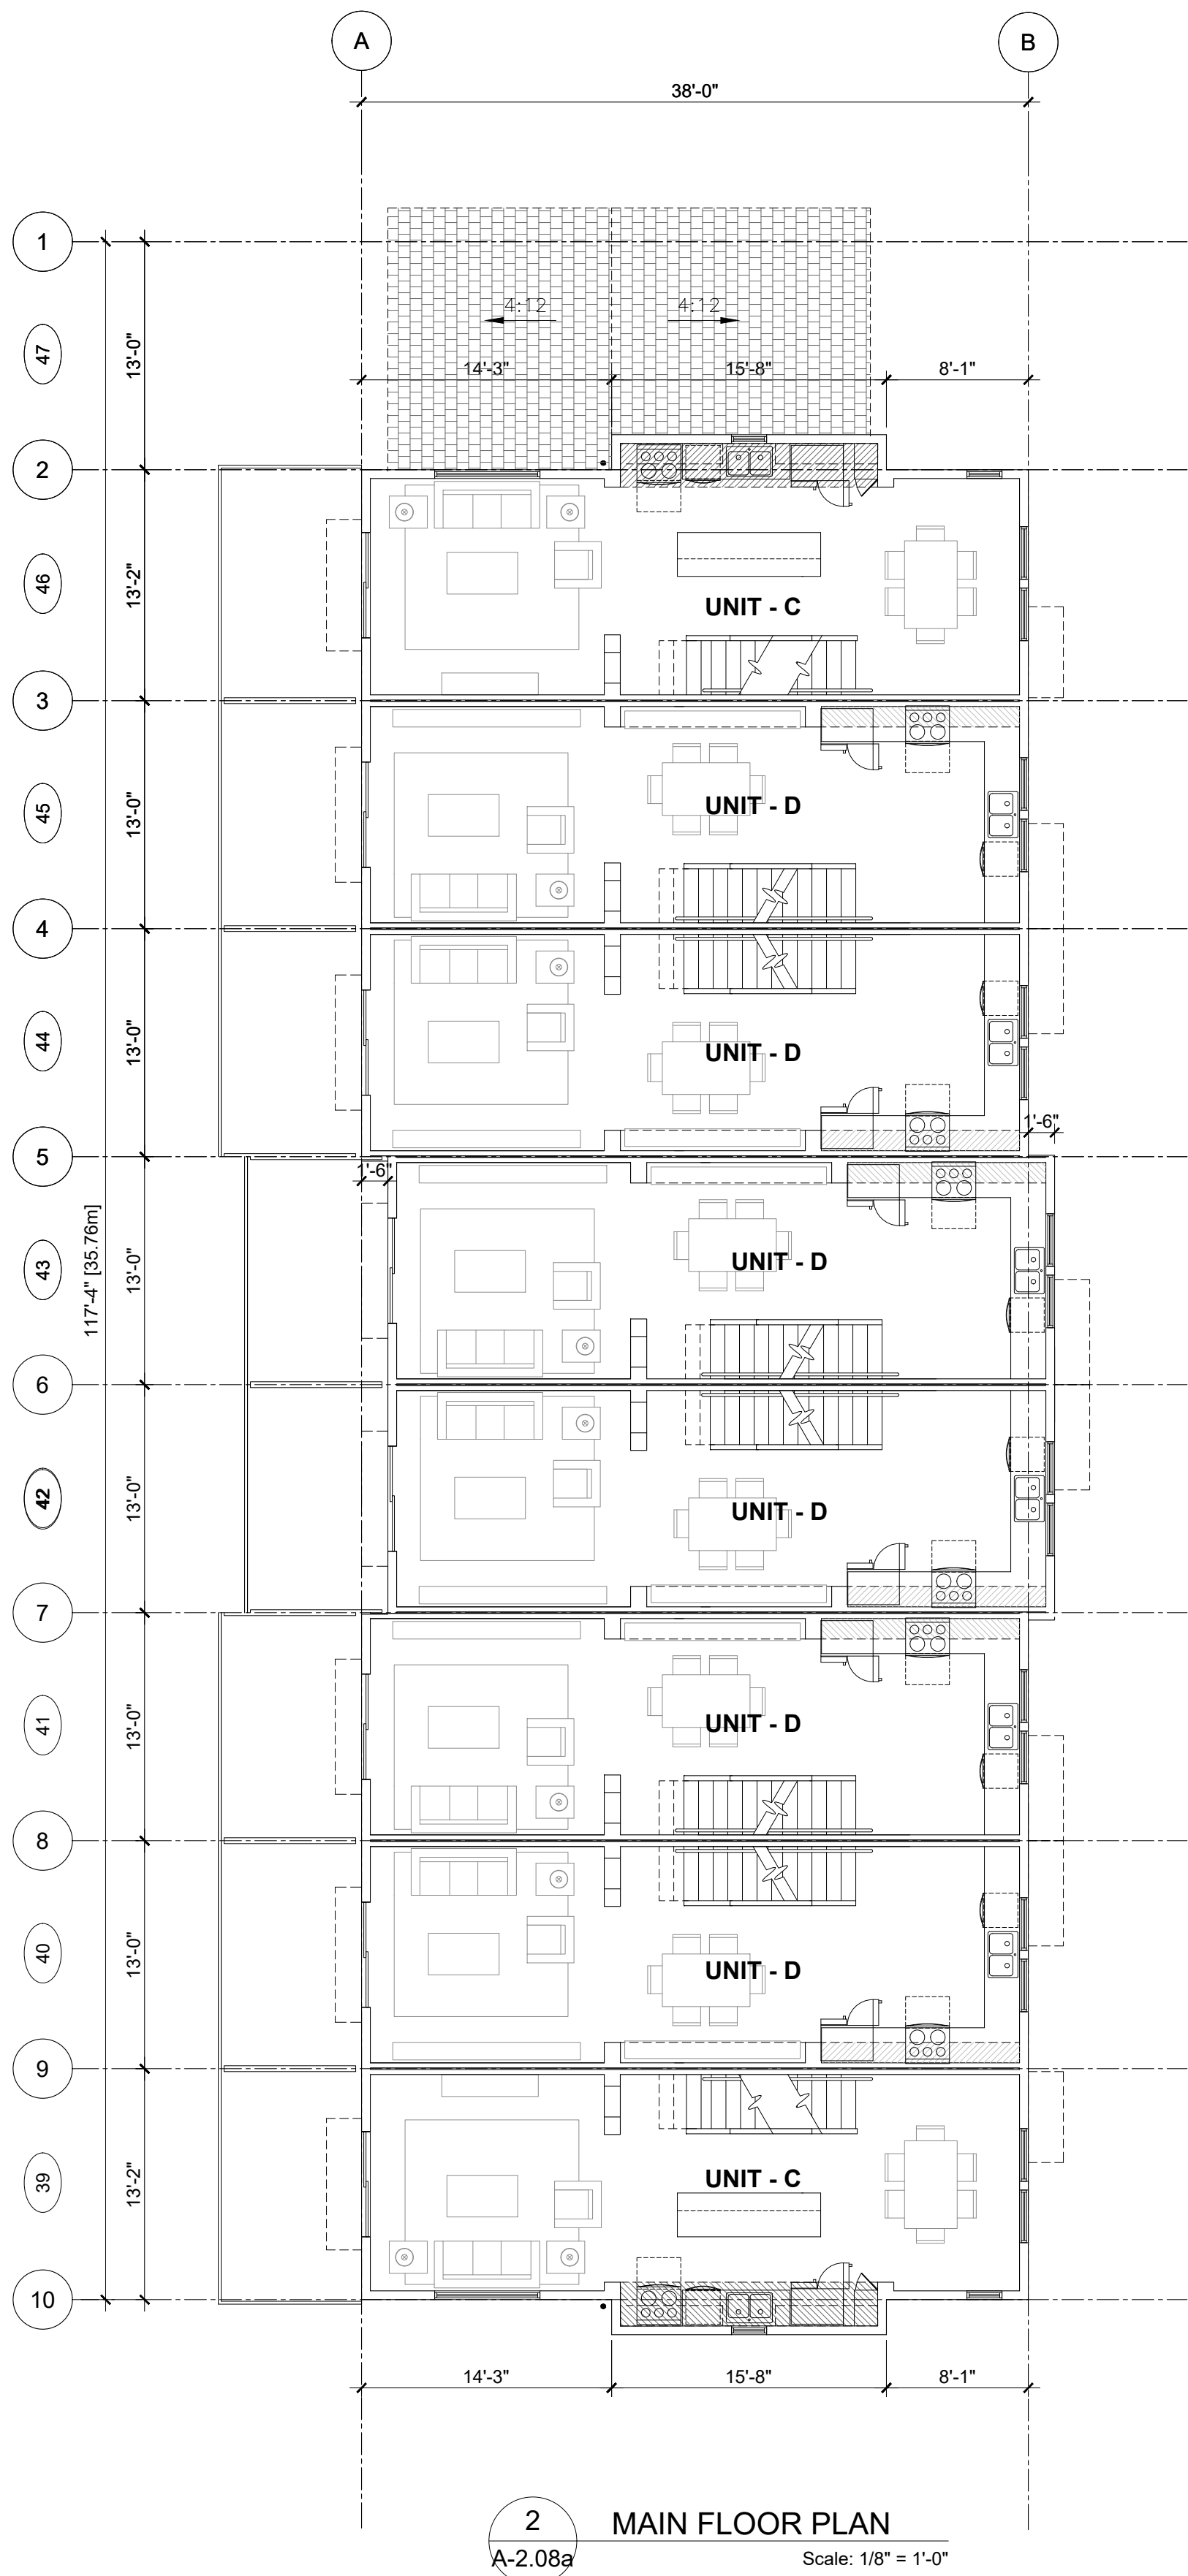 A
B
38'-0"
1
47
13'-0"
4:12
4:12
14'-3"
15'-8"
8'-1"
2
46
13'-2"
UNIT - C
3
45
13'-0"
UNIT - D
4
44
13'-0"
UNIT - D
1'-6"
5
1'-6"
117'-4" [35.76m]
43
13'-0"
UNIT - D
6
42
13'-0"
UNIT - D
7
41
13'-0"
UNIT - D
8
40
13'-0"
UNIT - D
9
39
13'-2"
UNIT - C
10
14'-3"
15'-8"
8'-1"
2
MAIN FLOOR PLAN
A-2.08a
Scale: 1/8" = 1'-0"